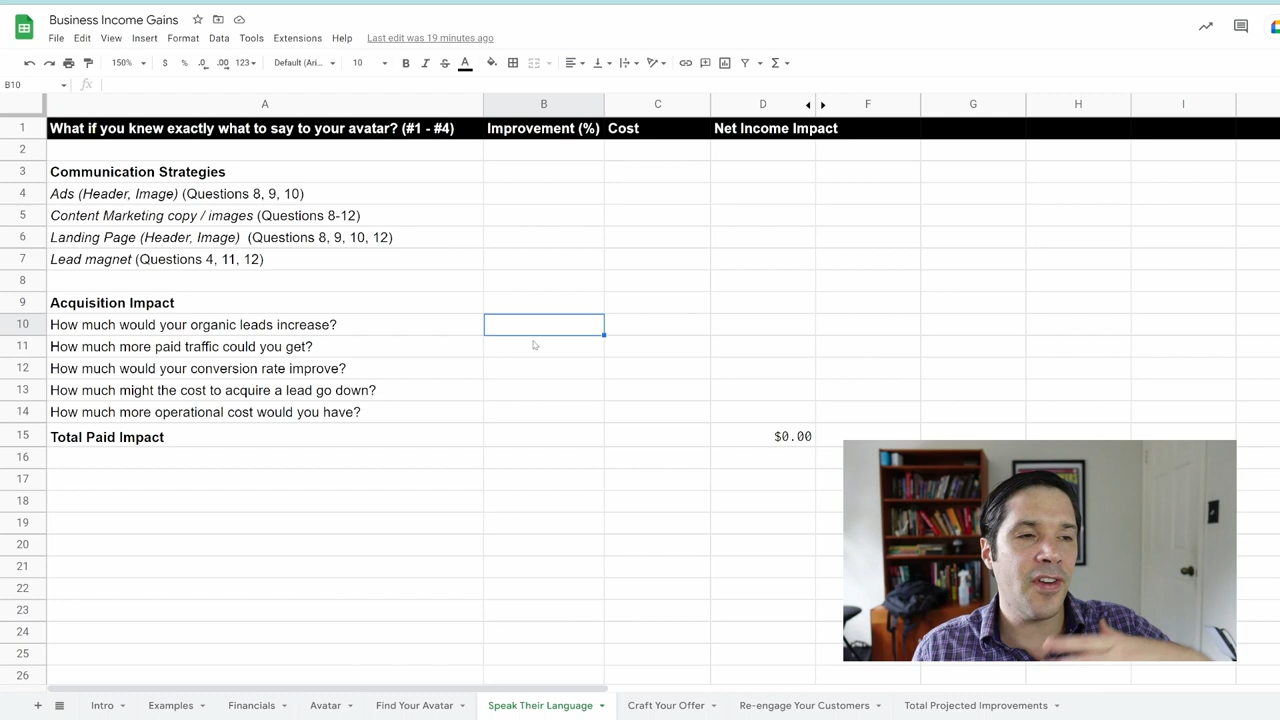 Business Income Gains
File Edit View Insert Format Data Tools Extensions Help Last edit was 19 minutes ago
150% $ % .0 .00 123 Default (Ari... 10 B I S A
B10 fx
A B C D F G H I
1 What if you knew exactly what to say to your avatar? (#1 - #4) Improvement (%) Cost Net Income Impact
2
3 Communication Strategies
4 Ads (Header, Image) (Questions 8, 9, 10)
5 Content Marketing copy / images (Questions 8-12)
6 Landing Page (Header, Image) (Questions 8, 9, 10, 12)
7 Lead magnet (Questions 4, 11, 12)
8
9 Acquisition Impact
10 How much would your organic leads increase?
11 How much more paid traffic could you get?
12 How much would your conversion rate improve?
13 How much might the cost to acquire a lead go down?
14 How much more operational cost would you have?
15 Total Paid Impact $0.00
16
17
18
19
20
21
22
23
24
25
26
Intro Examples Financials Avatar Find Your Avatar Speak Their Language Craft Your Offer Re-engage Your Customers Total Projected Improvements